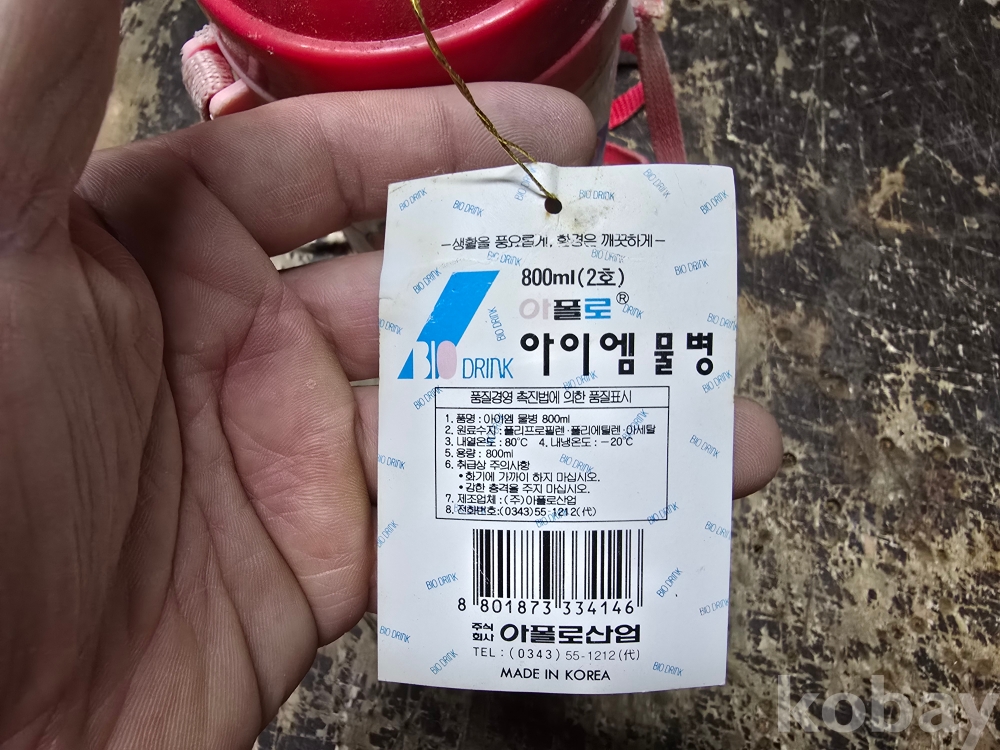 -생활을 풍요롭게, 환경은 깨끗하게-
800ml(2호)
아폴로®
BIO DRINK
아이엠 물병
품질경영 촉진법에 의한 품질표시
1. 품명 : 아이엠 물병 800ml
2. 원료수지 : 폴리프로필렌·폴리에틸렌·아세탈
3. 내열온도 : 80℃ 4. 내냉온도 : -20℃
5. 용량 : 800ml
6. 취급상 주의사항
• 화기에 가까이 하지 마십시오.
• 강한 충격을 주지 마십시오.
7. 제조업체 : (주)아폴로산업
8. 전화번호:(0343)55-1212(代)
8 801873 334146
주식회사 아폴로산업
TEL : (0343) 55-1212(代)
MADE IN KOREA
kobay